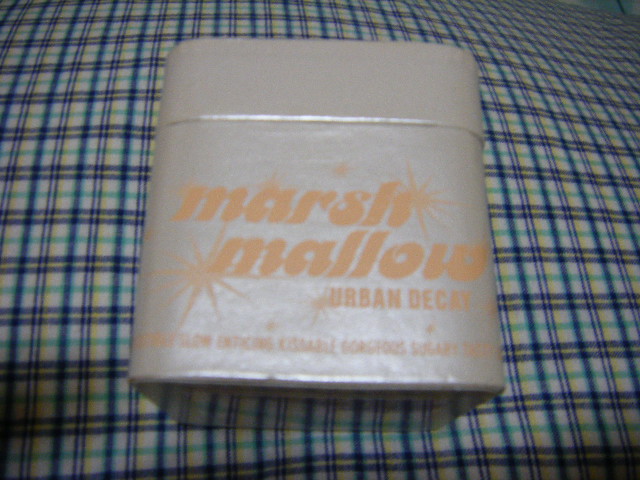 marsh
mallow
URBAN DECAY
GLOW ENTICING KISSABLE GORGEOUS SUGARY